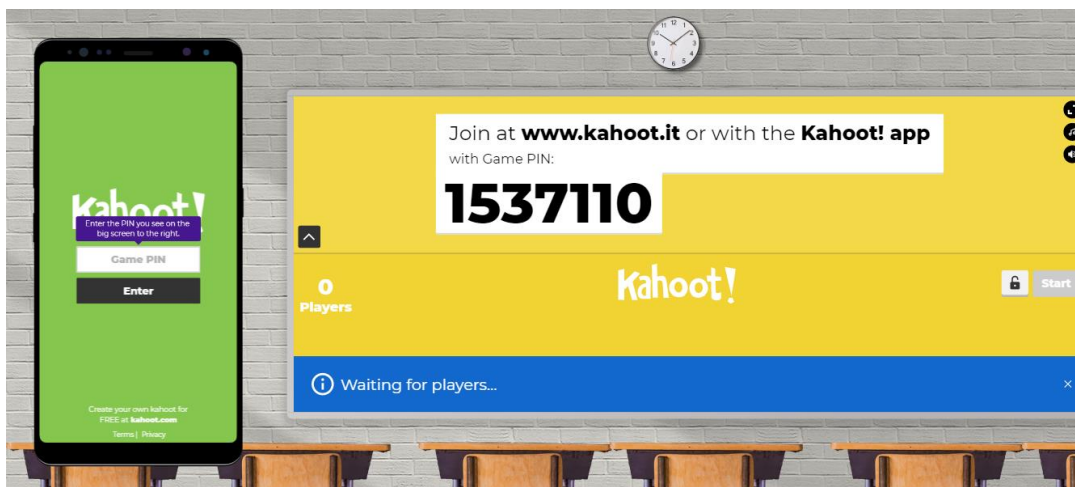 Kahoot!
Enter the PIN you see on the
big screen to the right.
Game PIN
Enter
Create your own kahoot for
FREE at kahoot.com
Terms | Privacy
12
Join at www.kahoot.it or with the Kahoot! app
with Game PIN:
1537110
0
Players
Kahoot!
Start
Waiting for players...